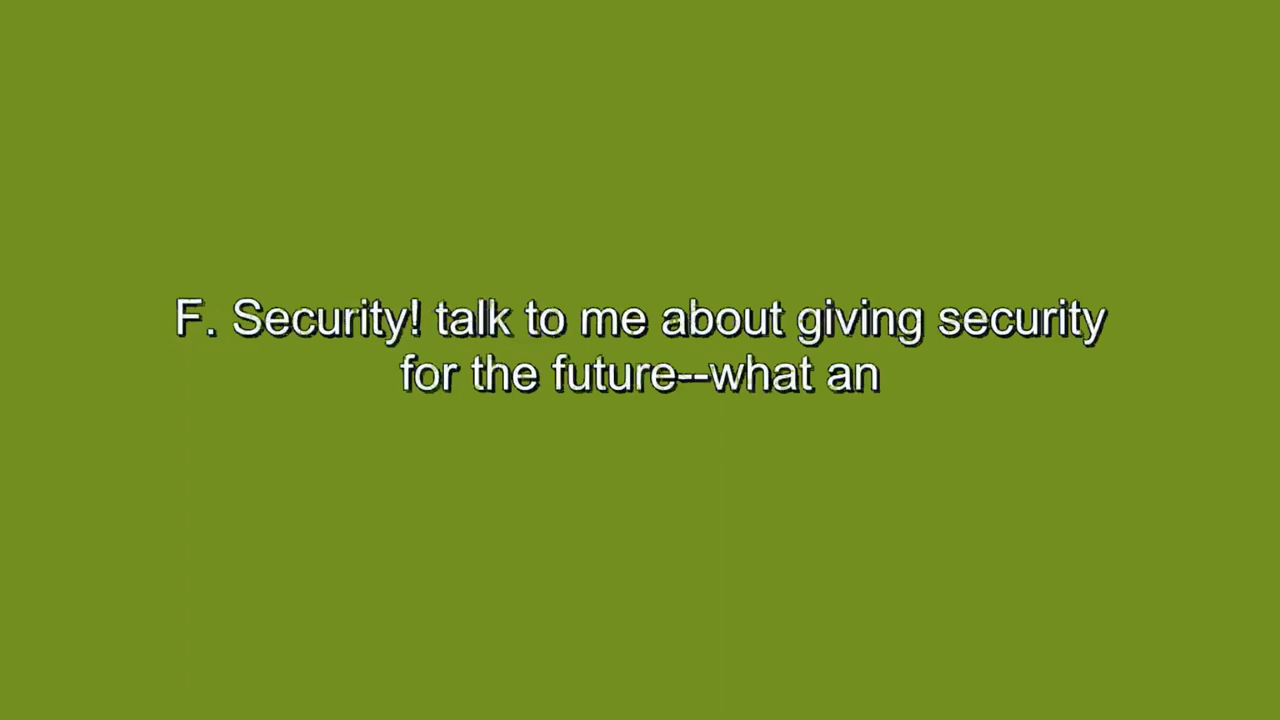 F. Security! talk to me about giving security
for the future--what an